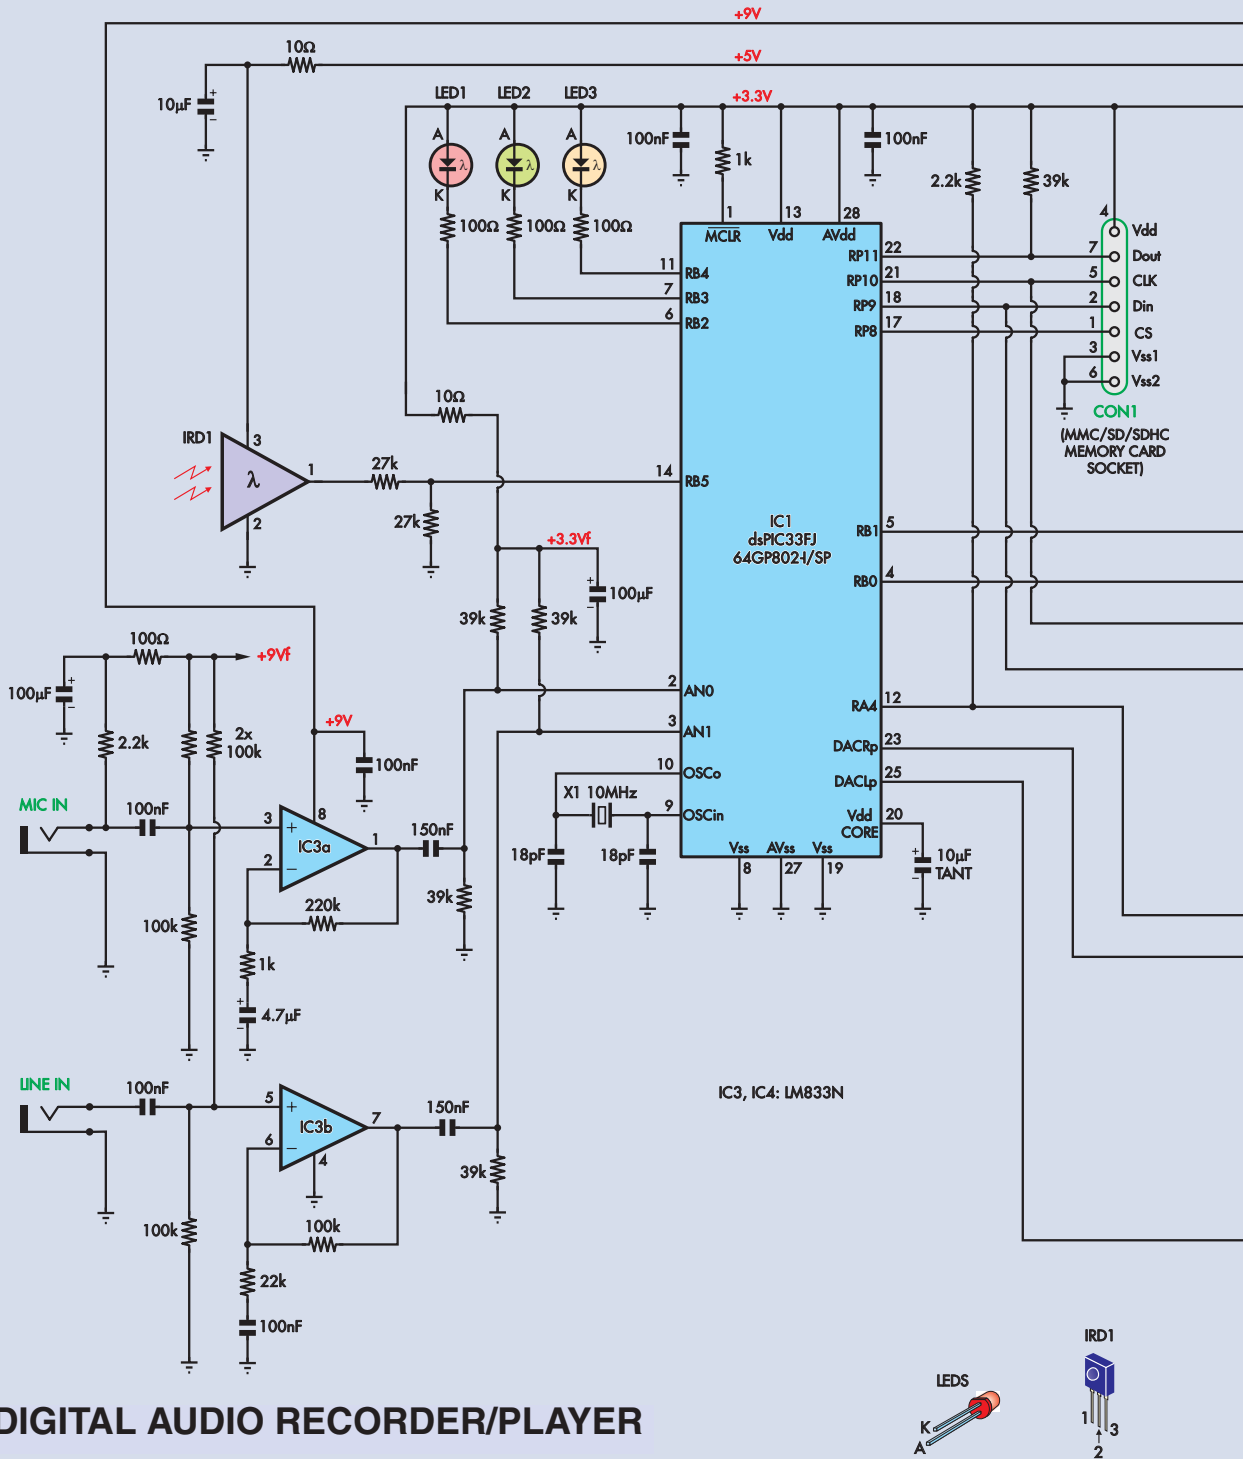 +9V
10Ω
+5V
10µF
+
–
LED1
LED2
LED3
+3.3V
A
A
A
λ
λ
λ
K
K
K
100Ω
100Ω
100Ω
100nF
1k
100nF
2.2k
39k
1
13
28
MCLR
Vdd
AVdd
4
Vdd
RP11
22
7
Dout
11
RB4
RP10
21
5
CLK
7
RB3
RP9
18
2
Din
6
RB2
RP8
17
1
CS
3
Vss1
6
Vss2
CON1
(MMC/SD/SDHC
MEMORY CARD
SOCKET)
10Ω
IRD1
3
λ
1
2
27k
27k
14
RB5
IC1
dsPIC33FJ
64GP802-I/SP
RB1
5
RB0
4
+3.3Vf
+
–
100µF
39k
39k
100Ω
+9Vf
100µF
+
–
2.2k
2x
100k
+9V
100nF
2
AN0
3
AN1
RA4
12
DACRp
23
DACLp
25
10
OSCo
X1 10MHz
9
OSCin
18pF
18pF
Vdd
CORE
20
+
–
10µF
TANT
Vss
AVss
Vss
8
27
19
MIC IN
100nF
3
+
8
IC3a
1
2
–
150nF
39k
220k
100k
1k
+
–
4.7µF
LINE IN
100nF
5
+
IC3b
7
6
–
4
150nF
39k
100k
100k
22k
100nF
IC3, IC4: LM833N
LEDS
K
A
IRD1
1
3
2
DIGITAL AUDIO RECORDER/PLAYER